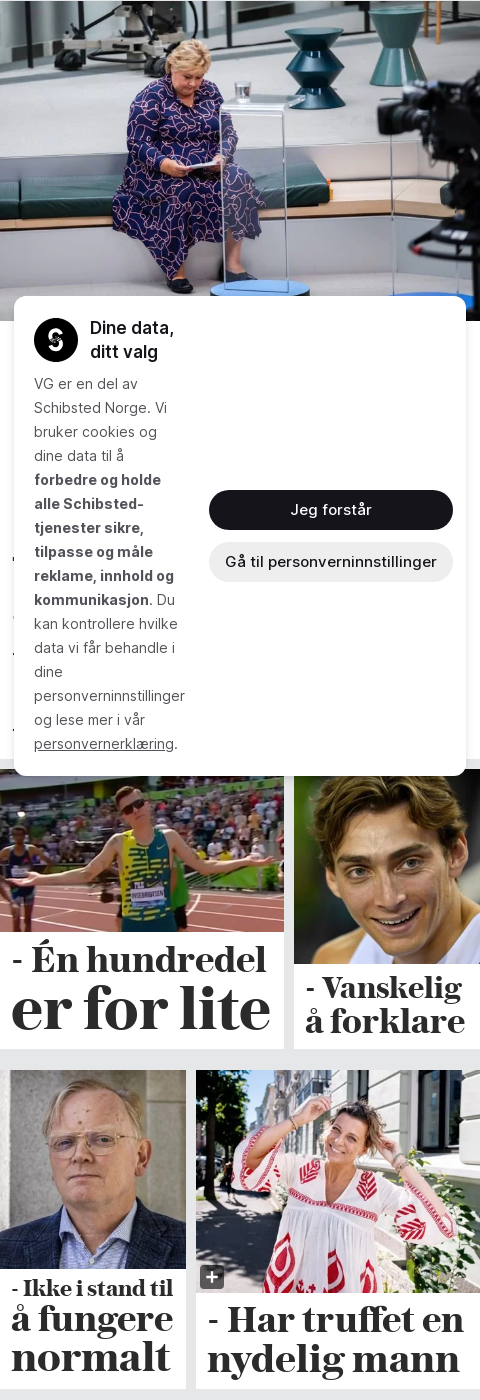 Dine data,
ditt valg
VG er en del av
Schibsted Norge. Vi
bruker cookies og
dine data til å
forbedre og holde
alle Schibsted-
tjenester sikre,
tilpasse og måle
reklame, innhold og
kommunikasjon. Du
kan kontrollere hvilke
data vi får behandle i
dine
personverninnstillinger
og lese mer i vår
personvernerklæring.
Jeg forstår
Gå til personverninnstillinger
- Én hundredel
er for lite
- Vanskelig
å forklare
- Ikke i stand til
å fungere
normalt
- Har truffet en
nydelig mann